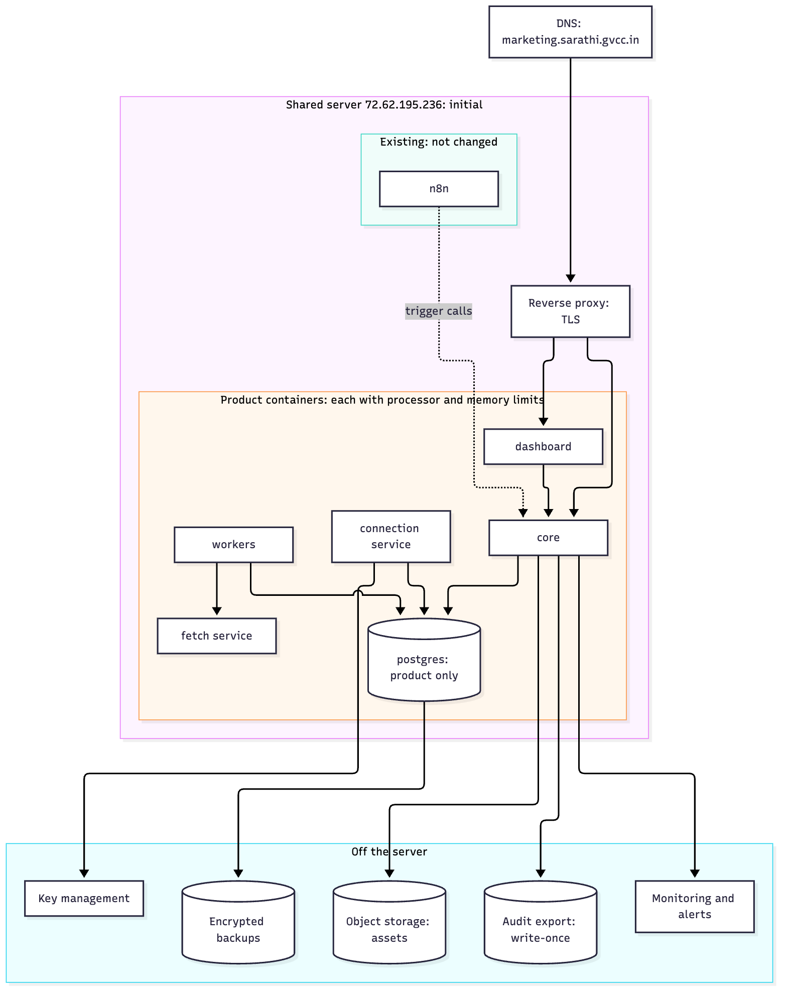 DNS:
marketing.sarathi.gvcc.in
Shared server 72.62.195.236: initial
Existing: not changed
n8n
Reverse proxy:
TLS
trigger calls
Product containers: each with processor and memory limits
dashboard
connection
service
core
workers
fetch service
postgres:
product only
Off the server
Key management
Encrypted
backups
Object storage:
assets
Audit export:
write-once
Monitoring and
alerts